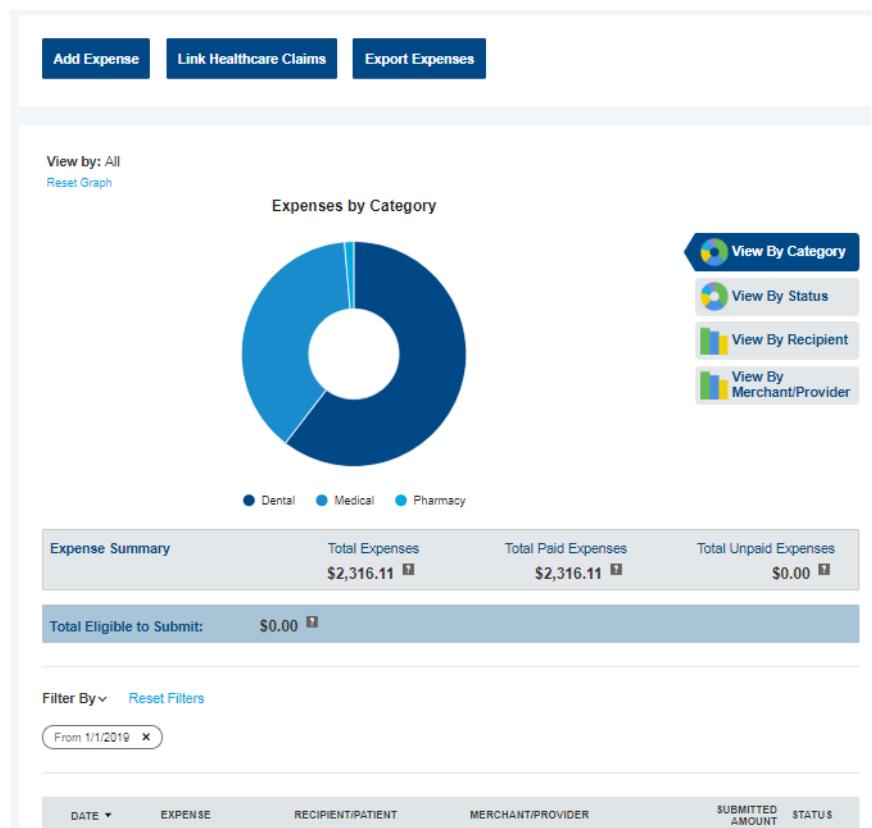 Add Expense
Link Healthcare Claims
Export Expenses
View by: All
Reset Graph
Expenses by Category
View By Category
View By Status
View By Recipient
View By
Merchant/Provider
Dental
Medical
Pharmacy
Expense Summary
Total Expenses
$2,316.11 ?
Total Paid Expenses
$2,316.11 ?
Total Unpaid Expenses
$0.00 ?
Total Eligible to Submit: $0.00 ?
Filter By
Reset Filters
From 1/1/2019 ×
DATE
EXPENSE
RECIPIENT/PATIENT
MERCHANT/PROVIDER
SUBMITTED
AMOUNT
STATUS